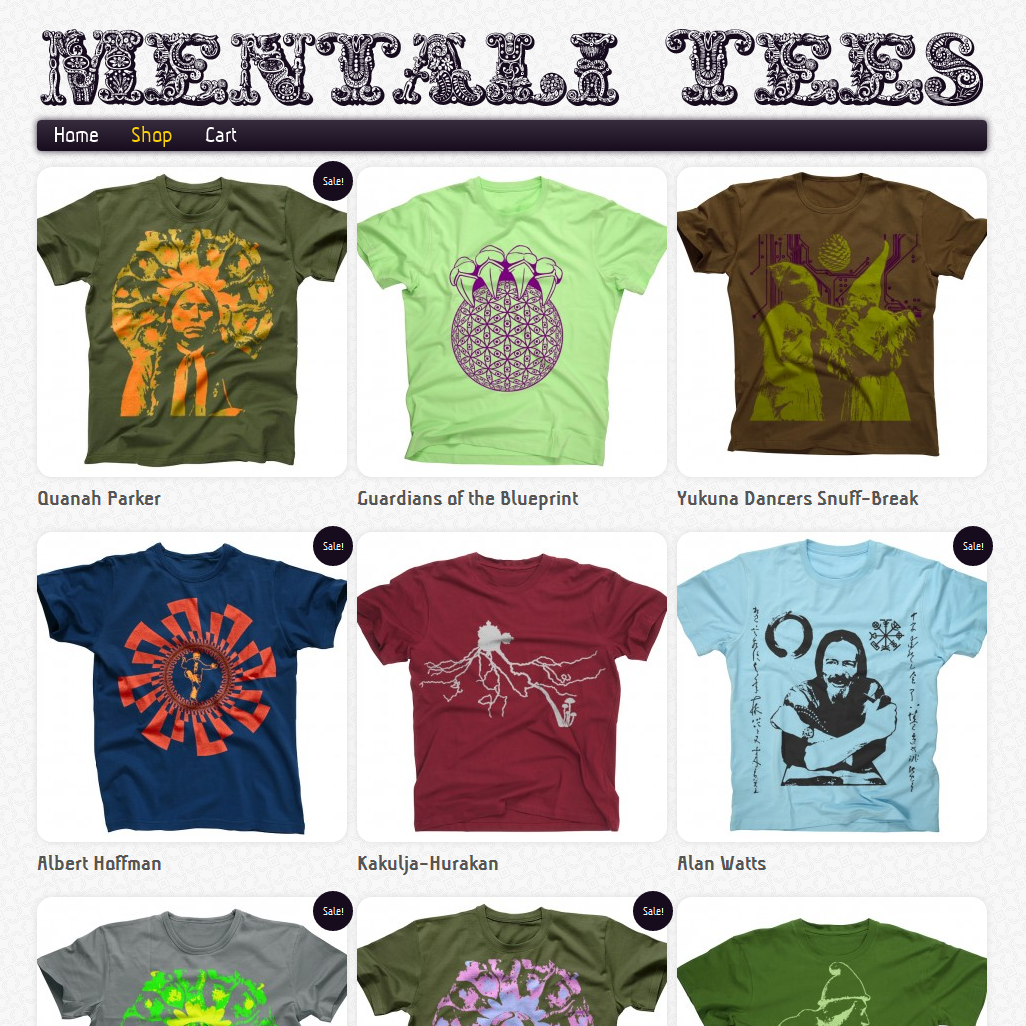 MENTALI TEES
Home Shop Cart
Sale!
Quanah Parker
Guardians of the Blueprint
Yukuna Dancers Snuff-Break
Sale!
Sale!
Albert Hoffman
Kakulja-Hurakan
Alan Watts
Sale!
Sale!